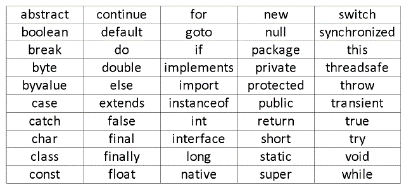 abstract continue for new switch
boolean default goto null synchronized
break do if package this
byte double implements private threadsafe
byvalue else import protected throw
case extends instanceof public transient
catch false int return true
char final interface short try
class finally long static void
const float native super while